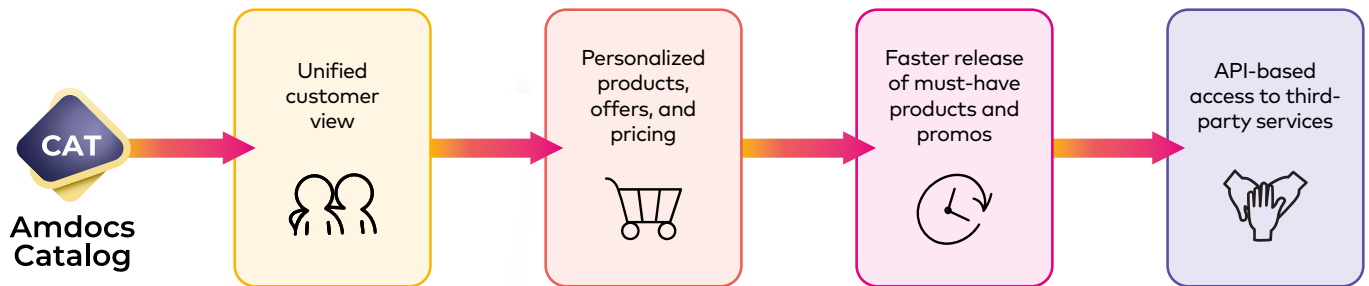 CAT
Amdocs
Catalog
Unified
customer
view
Personalized
products,
offers, and
pricing
Faster release
of must-have
products and
promos
API-based
access to third-
party services